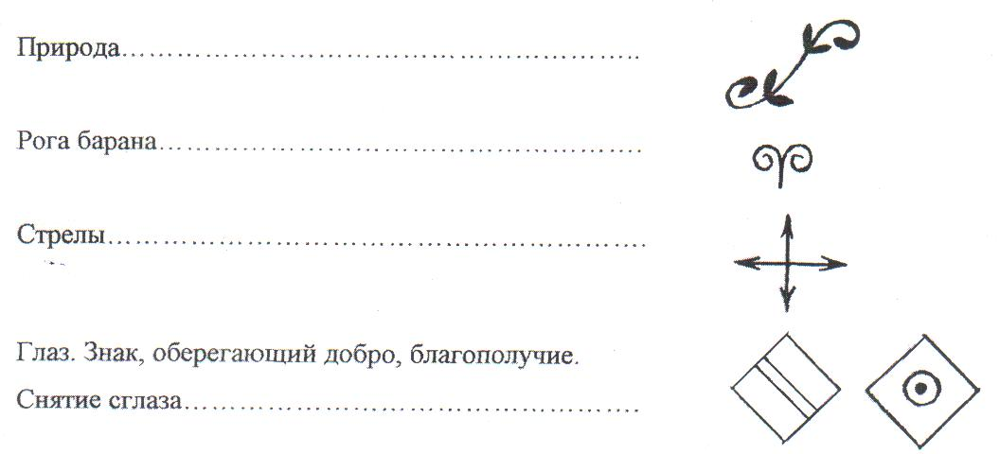 Природа……………………………………………………..
Рога барана…………………………………………………
Стрелы……………………………………………………….
Глаз. Знак, оберегающий добро, благополучие.
Снятие сглаза……………………………………………….